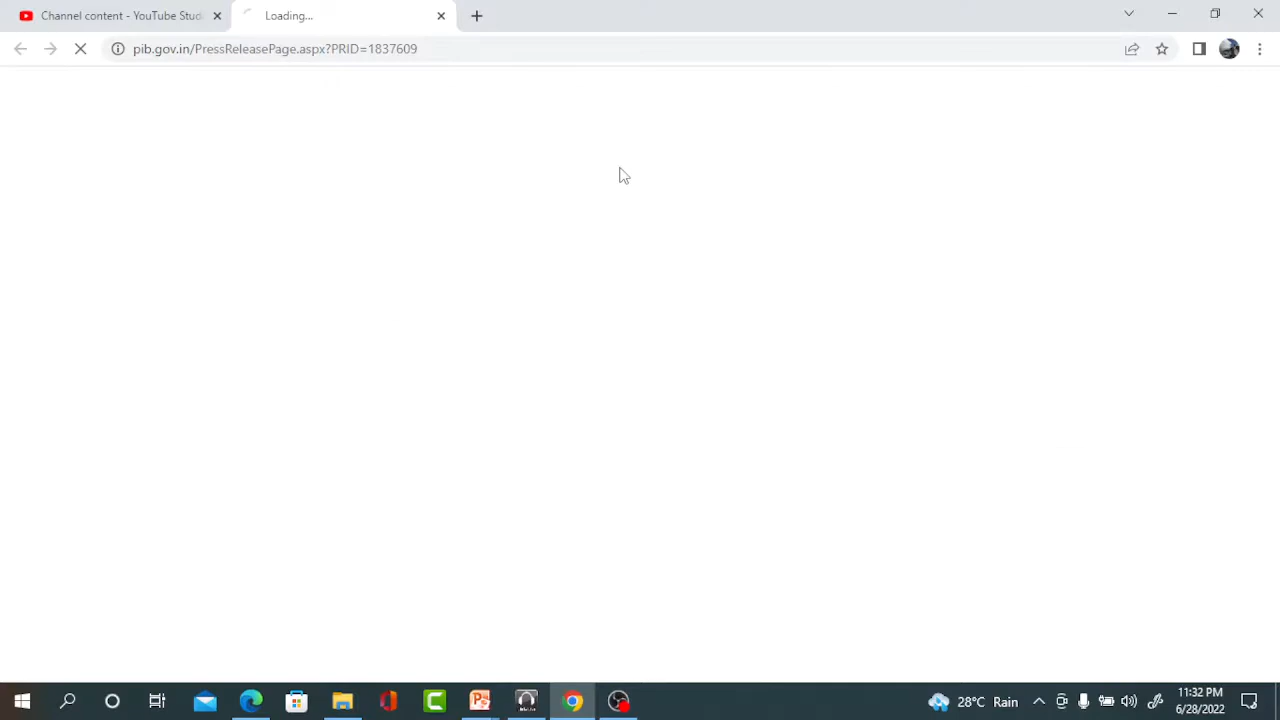 Channel content - YouTube Stud
Loading...
pib.gov.in/PressReleasePage.aspx?PRID=1837609
28°C Rain
11:32 PM
6/28/2022